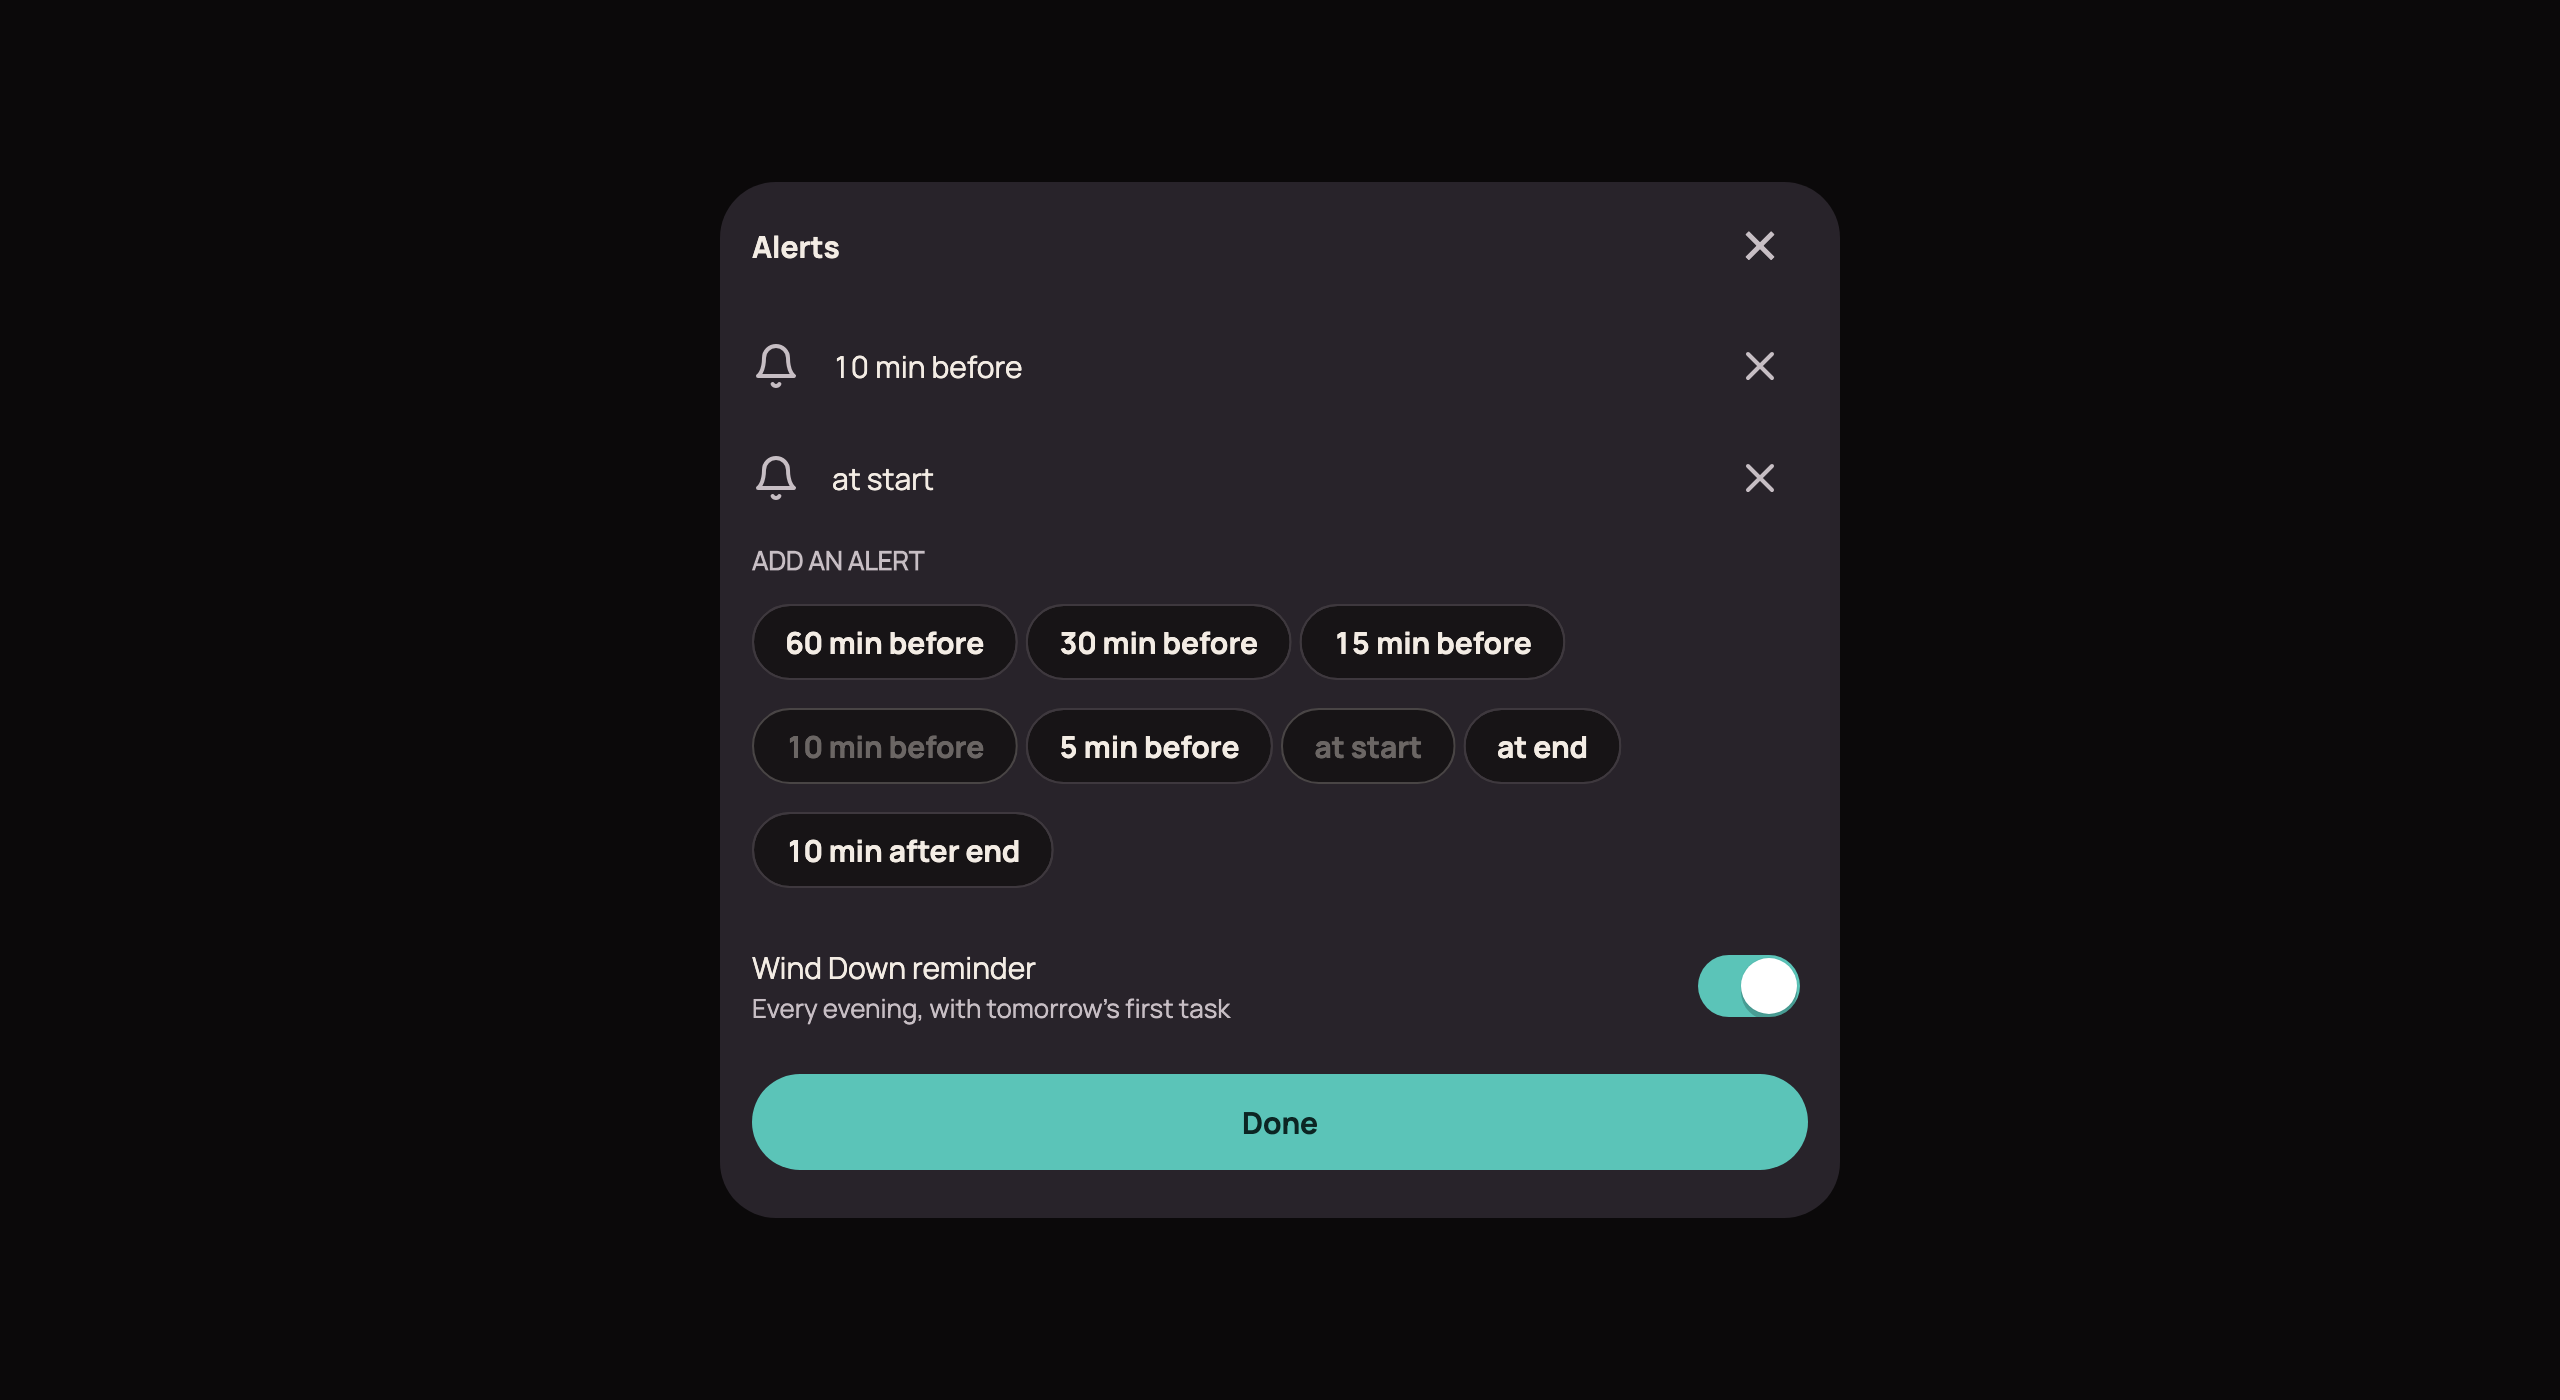 Alerts
10 min before
at start
ADD AN ALERT
60 min before 30 min before 15 min before
10 min before 5 min before at start at end
10 min after end
Wind Down reminder
Every evening, with tomorrow's first task
Done